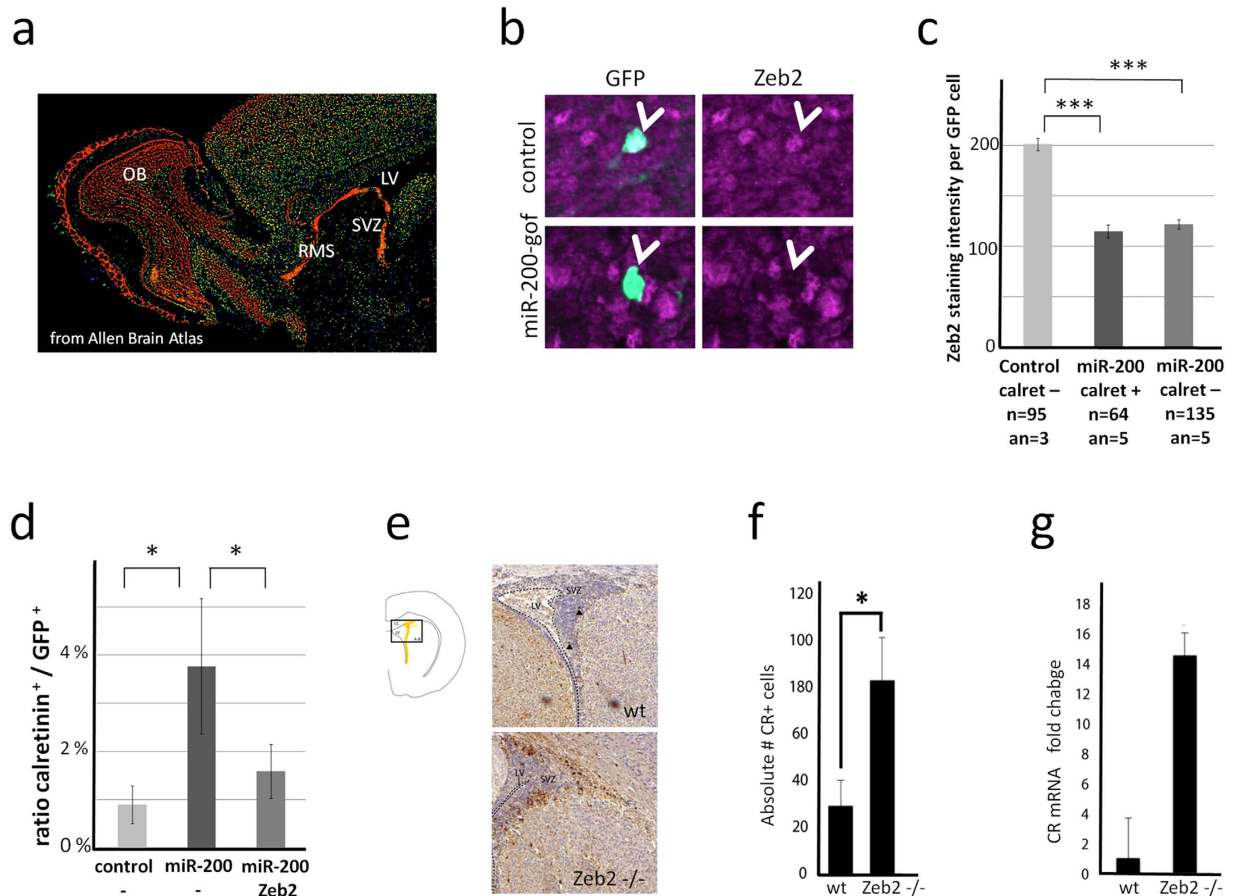 a
OB
LV
SVZ
RMS
from Allen Brain Atlas
b
GFP
Zeb2
control
miR-200-gof
c
Zeb2 staining intensity per GFP cell
***
***
200
100
0
Control
calret –
n=95
an=3
miR-200
calret +
n=64
an=5
miR-200
calret –
n=135
an=5
d
ratio calretinin+ / GFP +
*
*
4 %
2 %
0 %
control
miR-200
miR-200
-
-
Zeb2
e
LV
SVZ
wt
LV
SVZ
Zeb2 -/-
f
Absolute # CR+ cells
*
120
100
180
60
40
20
0
wt
Zeb2 -/-
g
CR mRNA fold chabge
18
16
14
12
10
8
6
4
2
0
wt
Zeb2 -/-